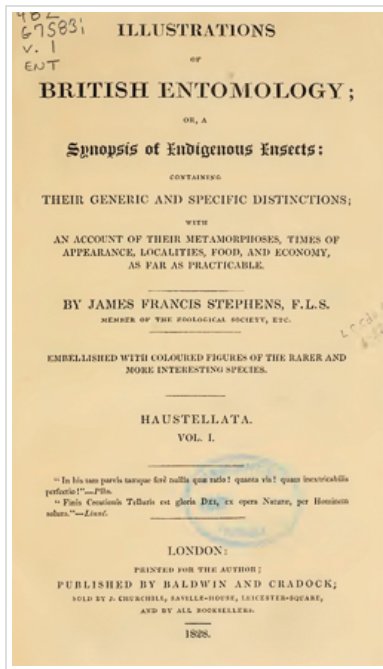 G7583i
v. 1
ENT
ILLUSTRATIONS
OF
BRITISH ENTOMOLOGY;
OR, A
Synopsis of Indigenous Insects:
CONTAINING
THEIR GENERIC AND SPECIFIC DISTINCTIONS;
WITH
AN ACCOUNT OF THEIR METAMORPHOSES, TIMES OF
APPEARANCE, LOCALITIES, FOOD, AND ECONOMY,
AS FAR AS PRACTICABLE.
BY JAMES FRANCIS STEPHENS, F.L.S.
MEMBER OF THE ZOOLOGICAL SOCIETY, ETC.
EMBELLISHED WITH COLOURED FIGURES OF THE RARER AND
MORE INTERESTING SPECIES.
HAUSTELLATA.
VOL. I.
“In his tam parvis tamque ferè nullis quæ ratio! quanta vis! quam inextricabilis
perfectio!”—Plin.
“Finis Creationis Telluris est gloria DEI, ex opere Naturæ, per Hominem
solum.”—Linné.
LONDON:
PRINTED FOR THE AUTHOR;
PUBLISHED BY BALDWIN AND CRADOCK;
SOLD BY J. CHURCHILL, SAVILLE-HOUSE, LEICESTER-SQUARE,
AND BY ALL BOOKSELLERS.
1828.